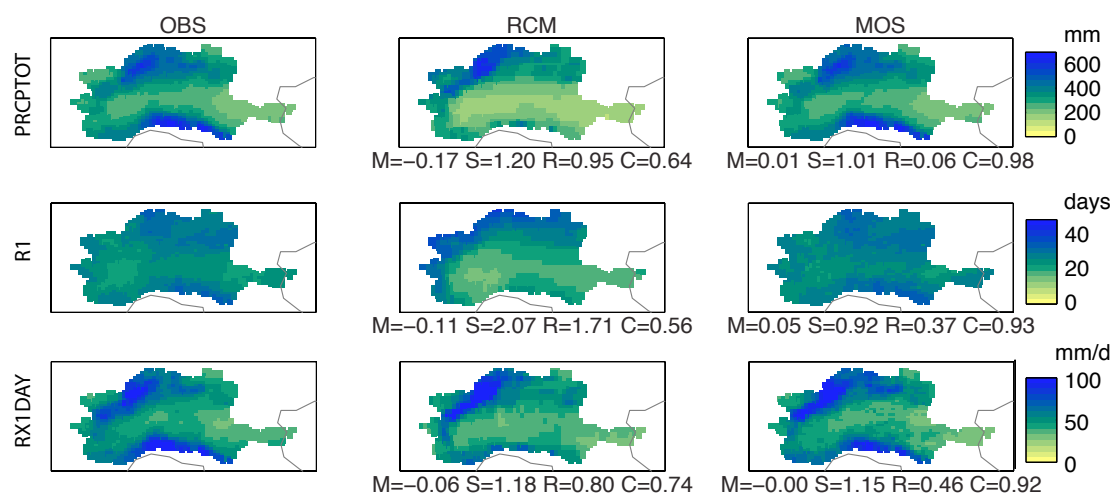 OBS RCM MOS
PRCPTOT
mm
600
400
200
0
M=−0.17 S=1.20 R=0.95 C=0.64 M=0.01 S=1.01 R=0.06 C=0.98
R1
days
40
20
0
M=−0.11 S=2.07 R=1.71 C=0.56 M=0.05 S=0.92 R=0.37 C=0.93
RX1DAY
mm/d
100
50
0
M=−0.06 S=1.18 R=0.80 C=0.74 M=−0.00 S=1.15 R=0.46 C=0.92